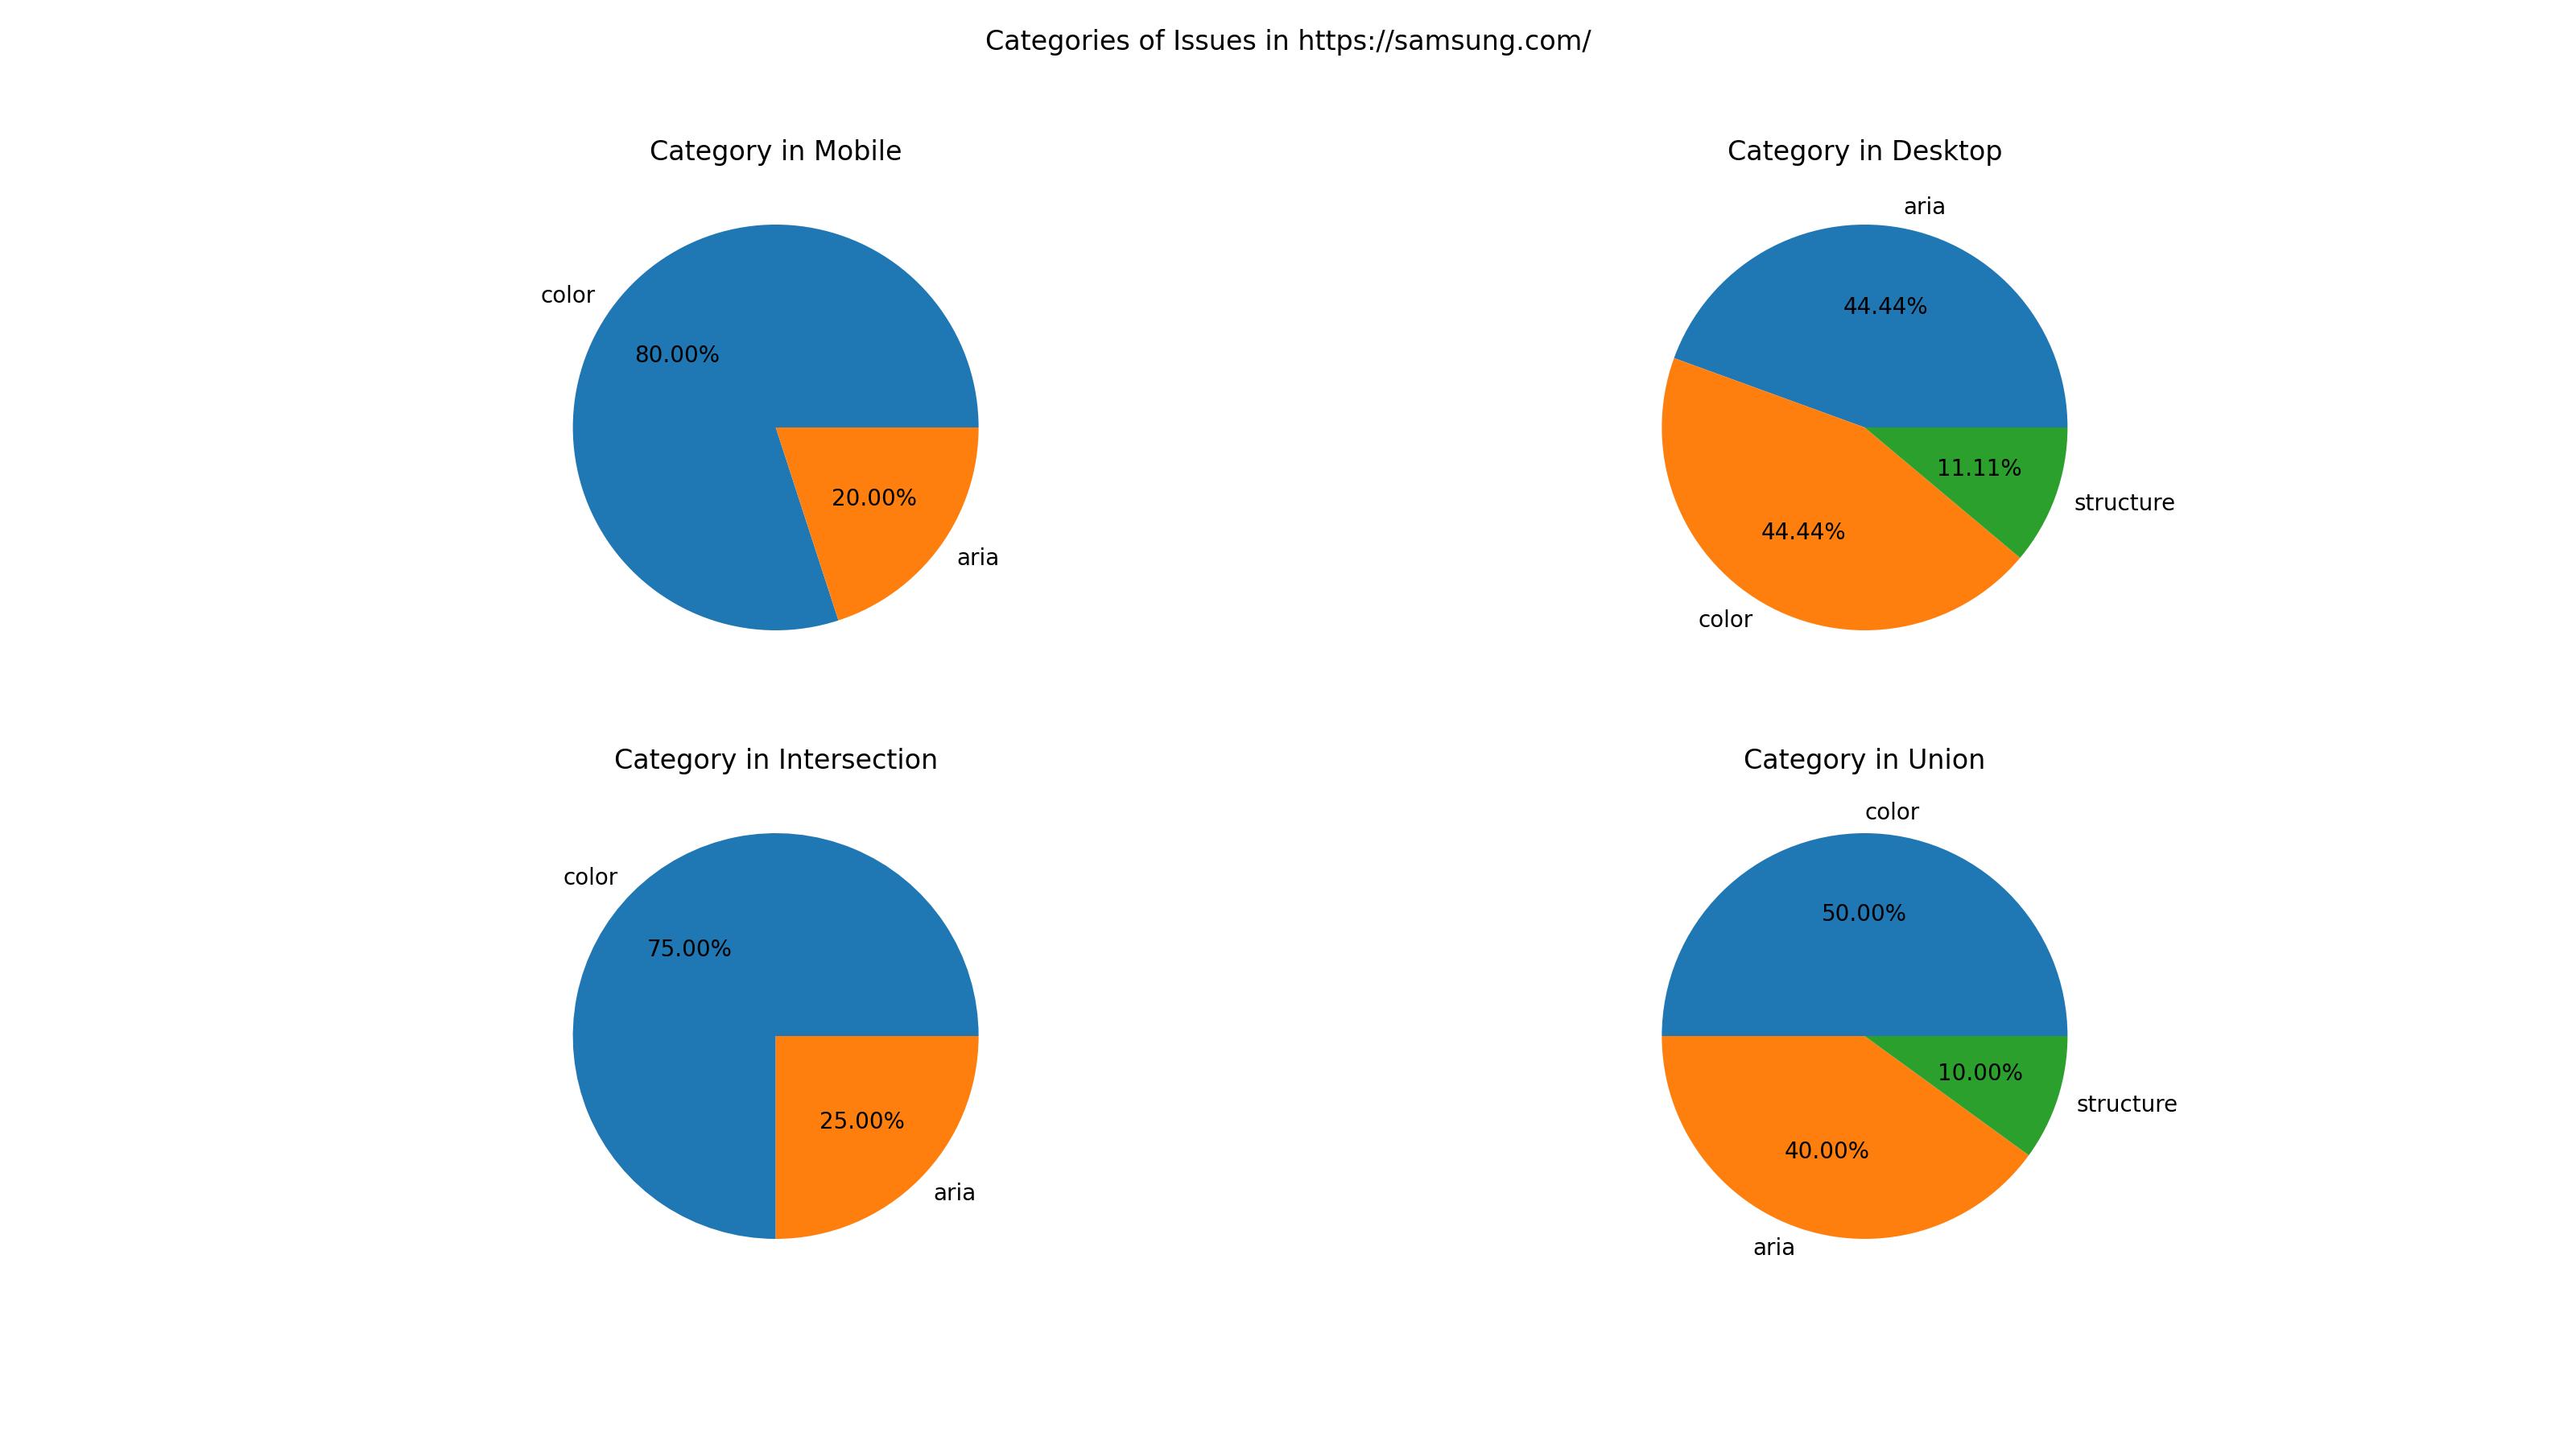 Categories of Issues in https://samsung.com/
Category in Mobile
color
80.00%
20.00%
aria
Category in Desktop
aria
44.44%
11.11%
structure
44.44%
color
Category in Intersection
color
75.00%
25.00%
aria
Category in Union
color
50.00%
10.00%
structure
40.00%
aria